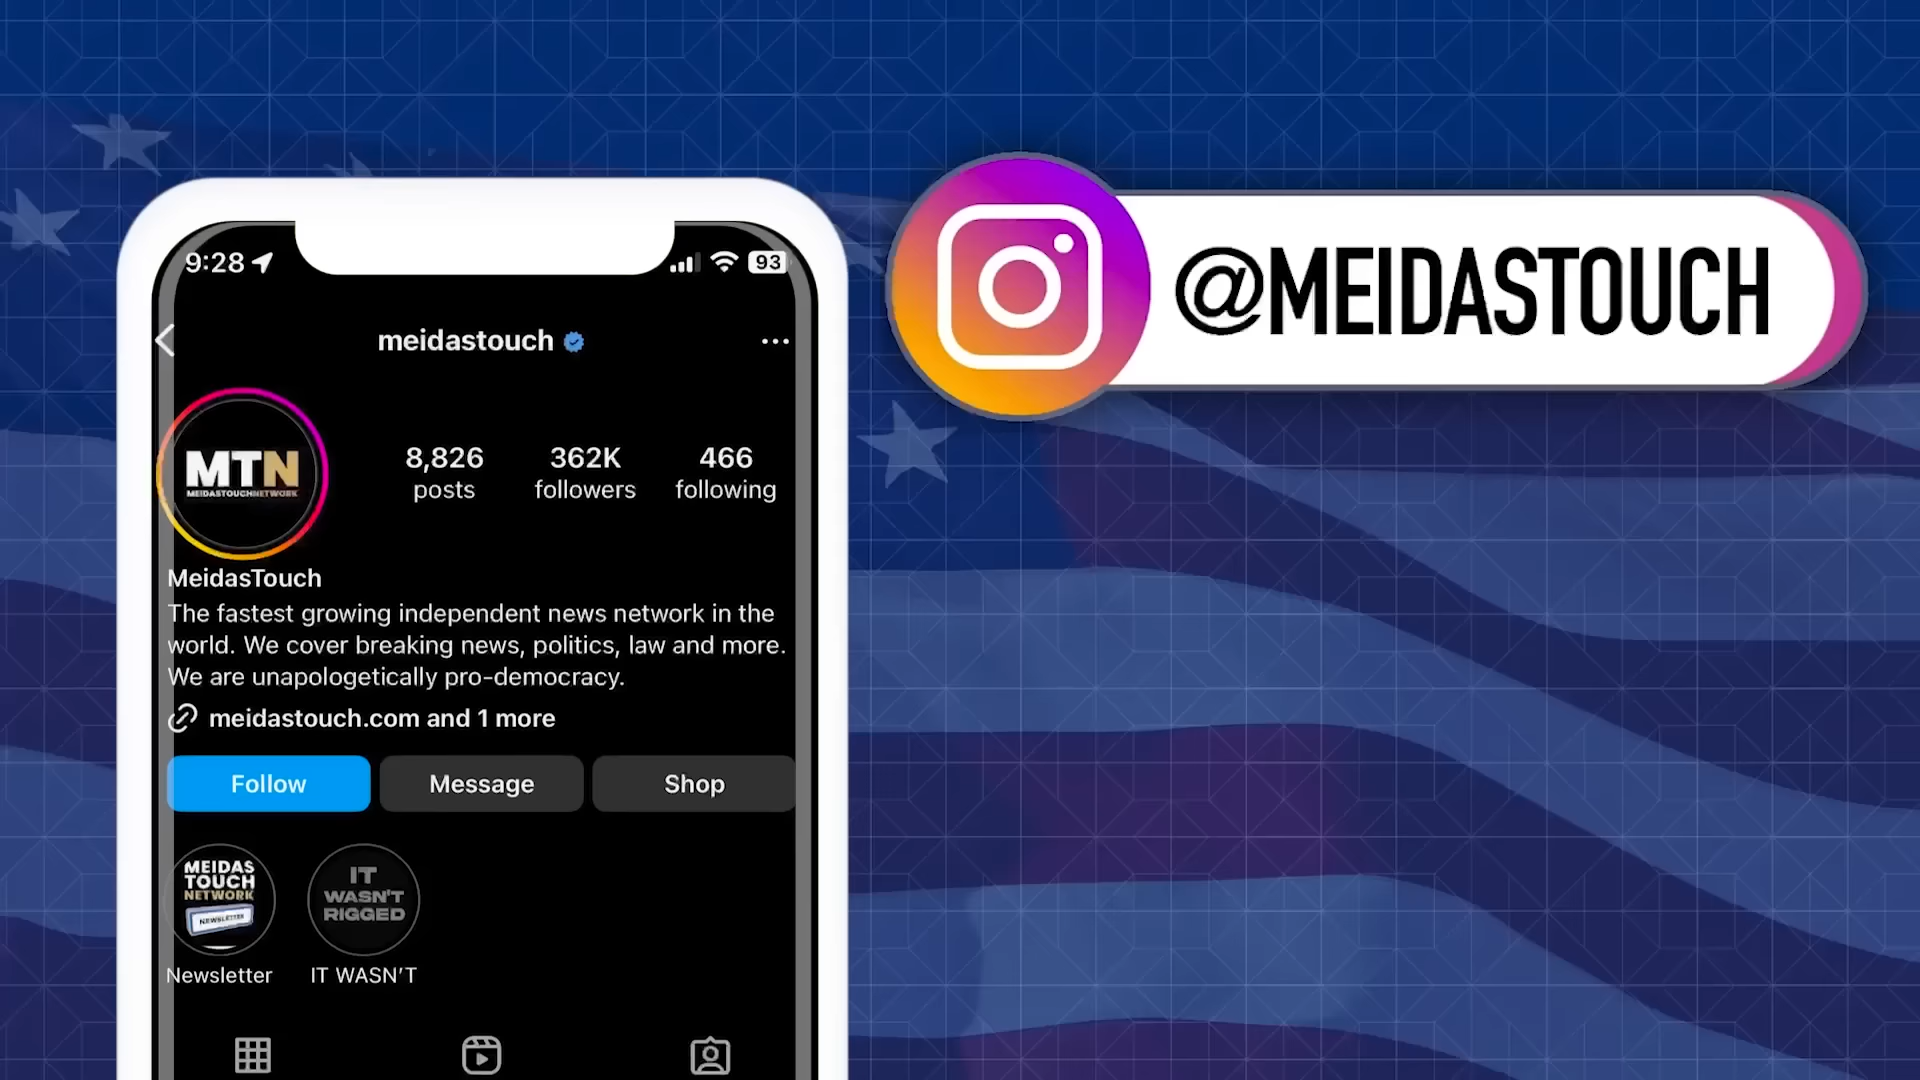 9:28
93
meidastouch
MTN
MEIDASTOUCHNETWORK
8,826 posts
362K followers
466 following
MeidasTouch
The fastest growing independent news network in the
world. We cover breaking news, politics, law and more.
We are unapologetically pro-democracy.
meidastouch.com and 1 more
Follow
Message
Shop
MEIDAS
TOUCH
NETWORK
NEWSLETTER
Newsletter
IT
WASN'T
RIGGED
IT WASN'T
@MEIDASTOUCH